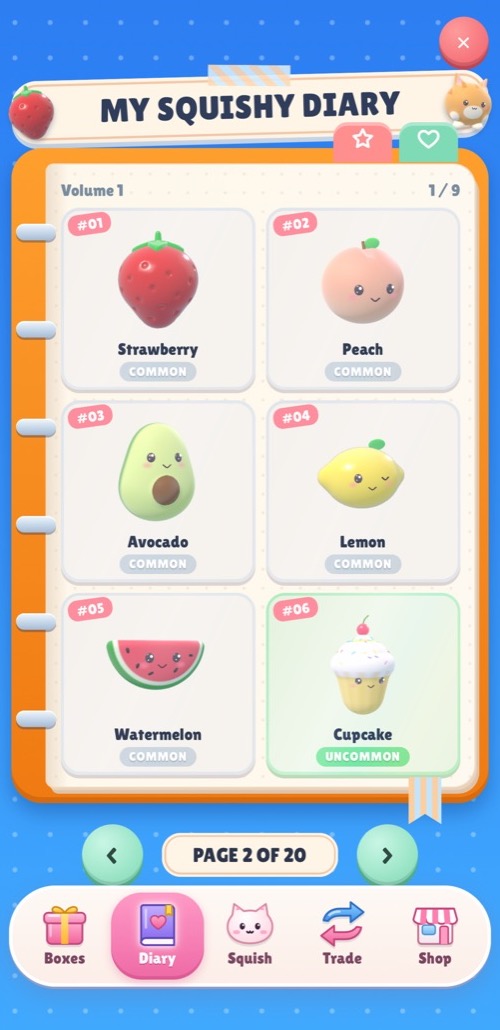 MY SQUISHY DIARY
Volume 1
1 / 9
#01
Strawberry
COMMON
#02
Peach
COMMON
#03
Avocado
COMMON
#04
Lemon
COMMON
#05
Watermelon
COMMON
#06
Cupcake
UNCOMMON
PAGE 2 OF 20
Boxes
Diary
Squish
Trade
Shop